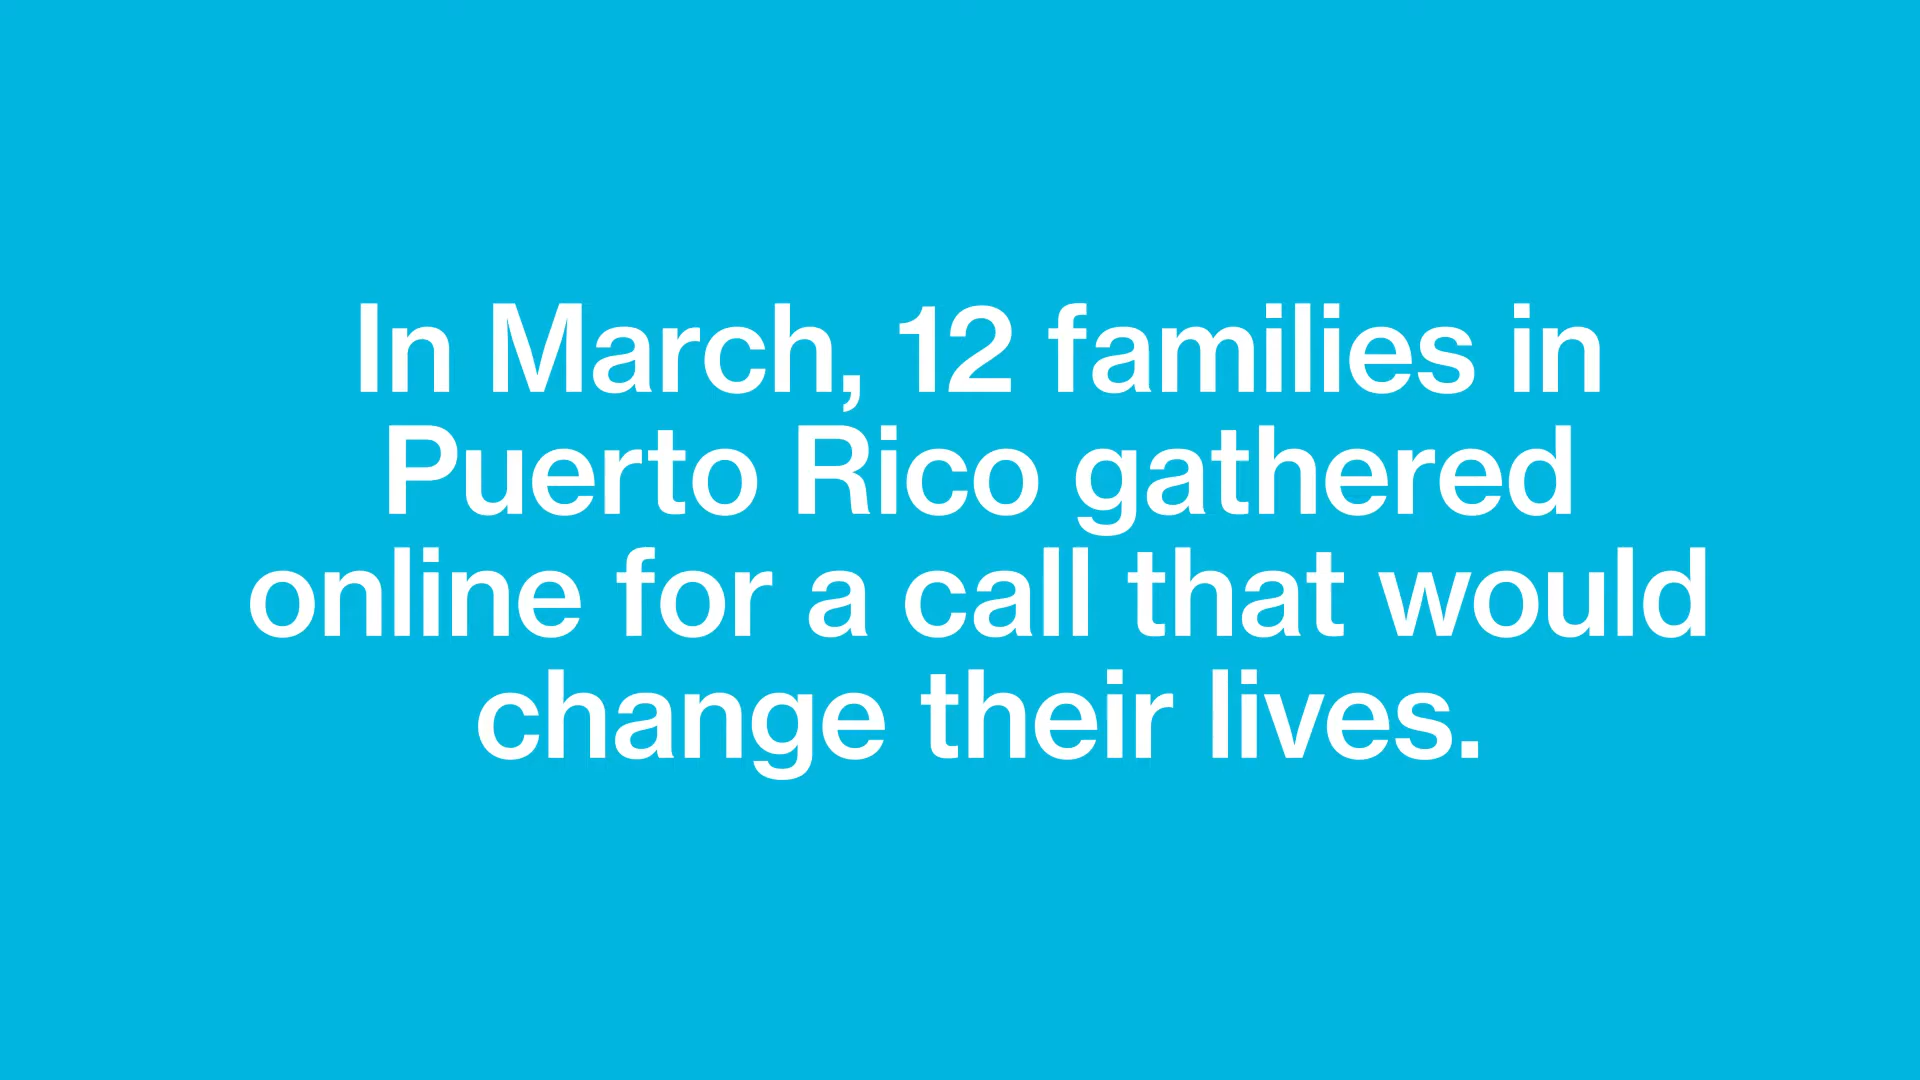 In March, 12 families in
Puerto Rico gathered
online for a call that would
change their lives.